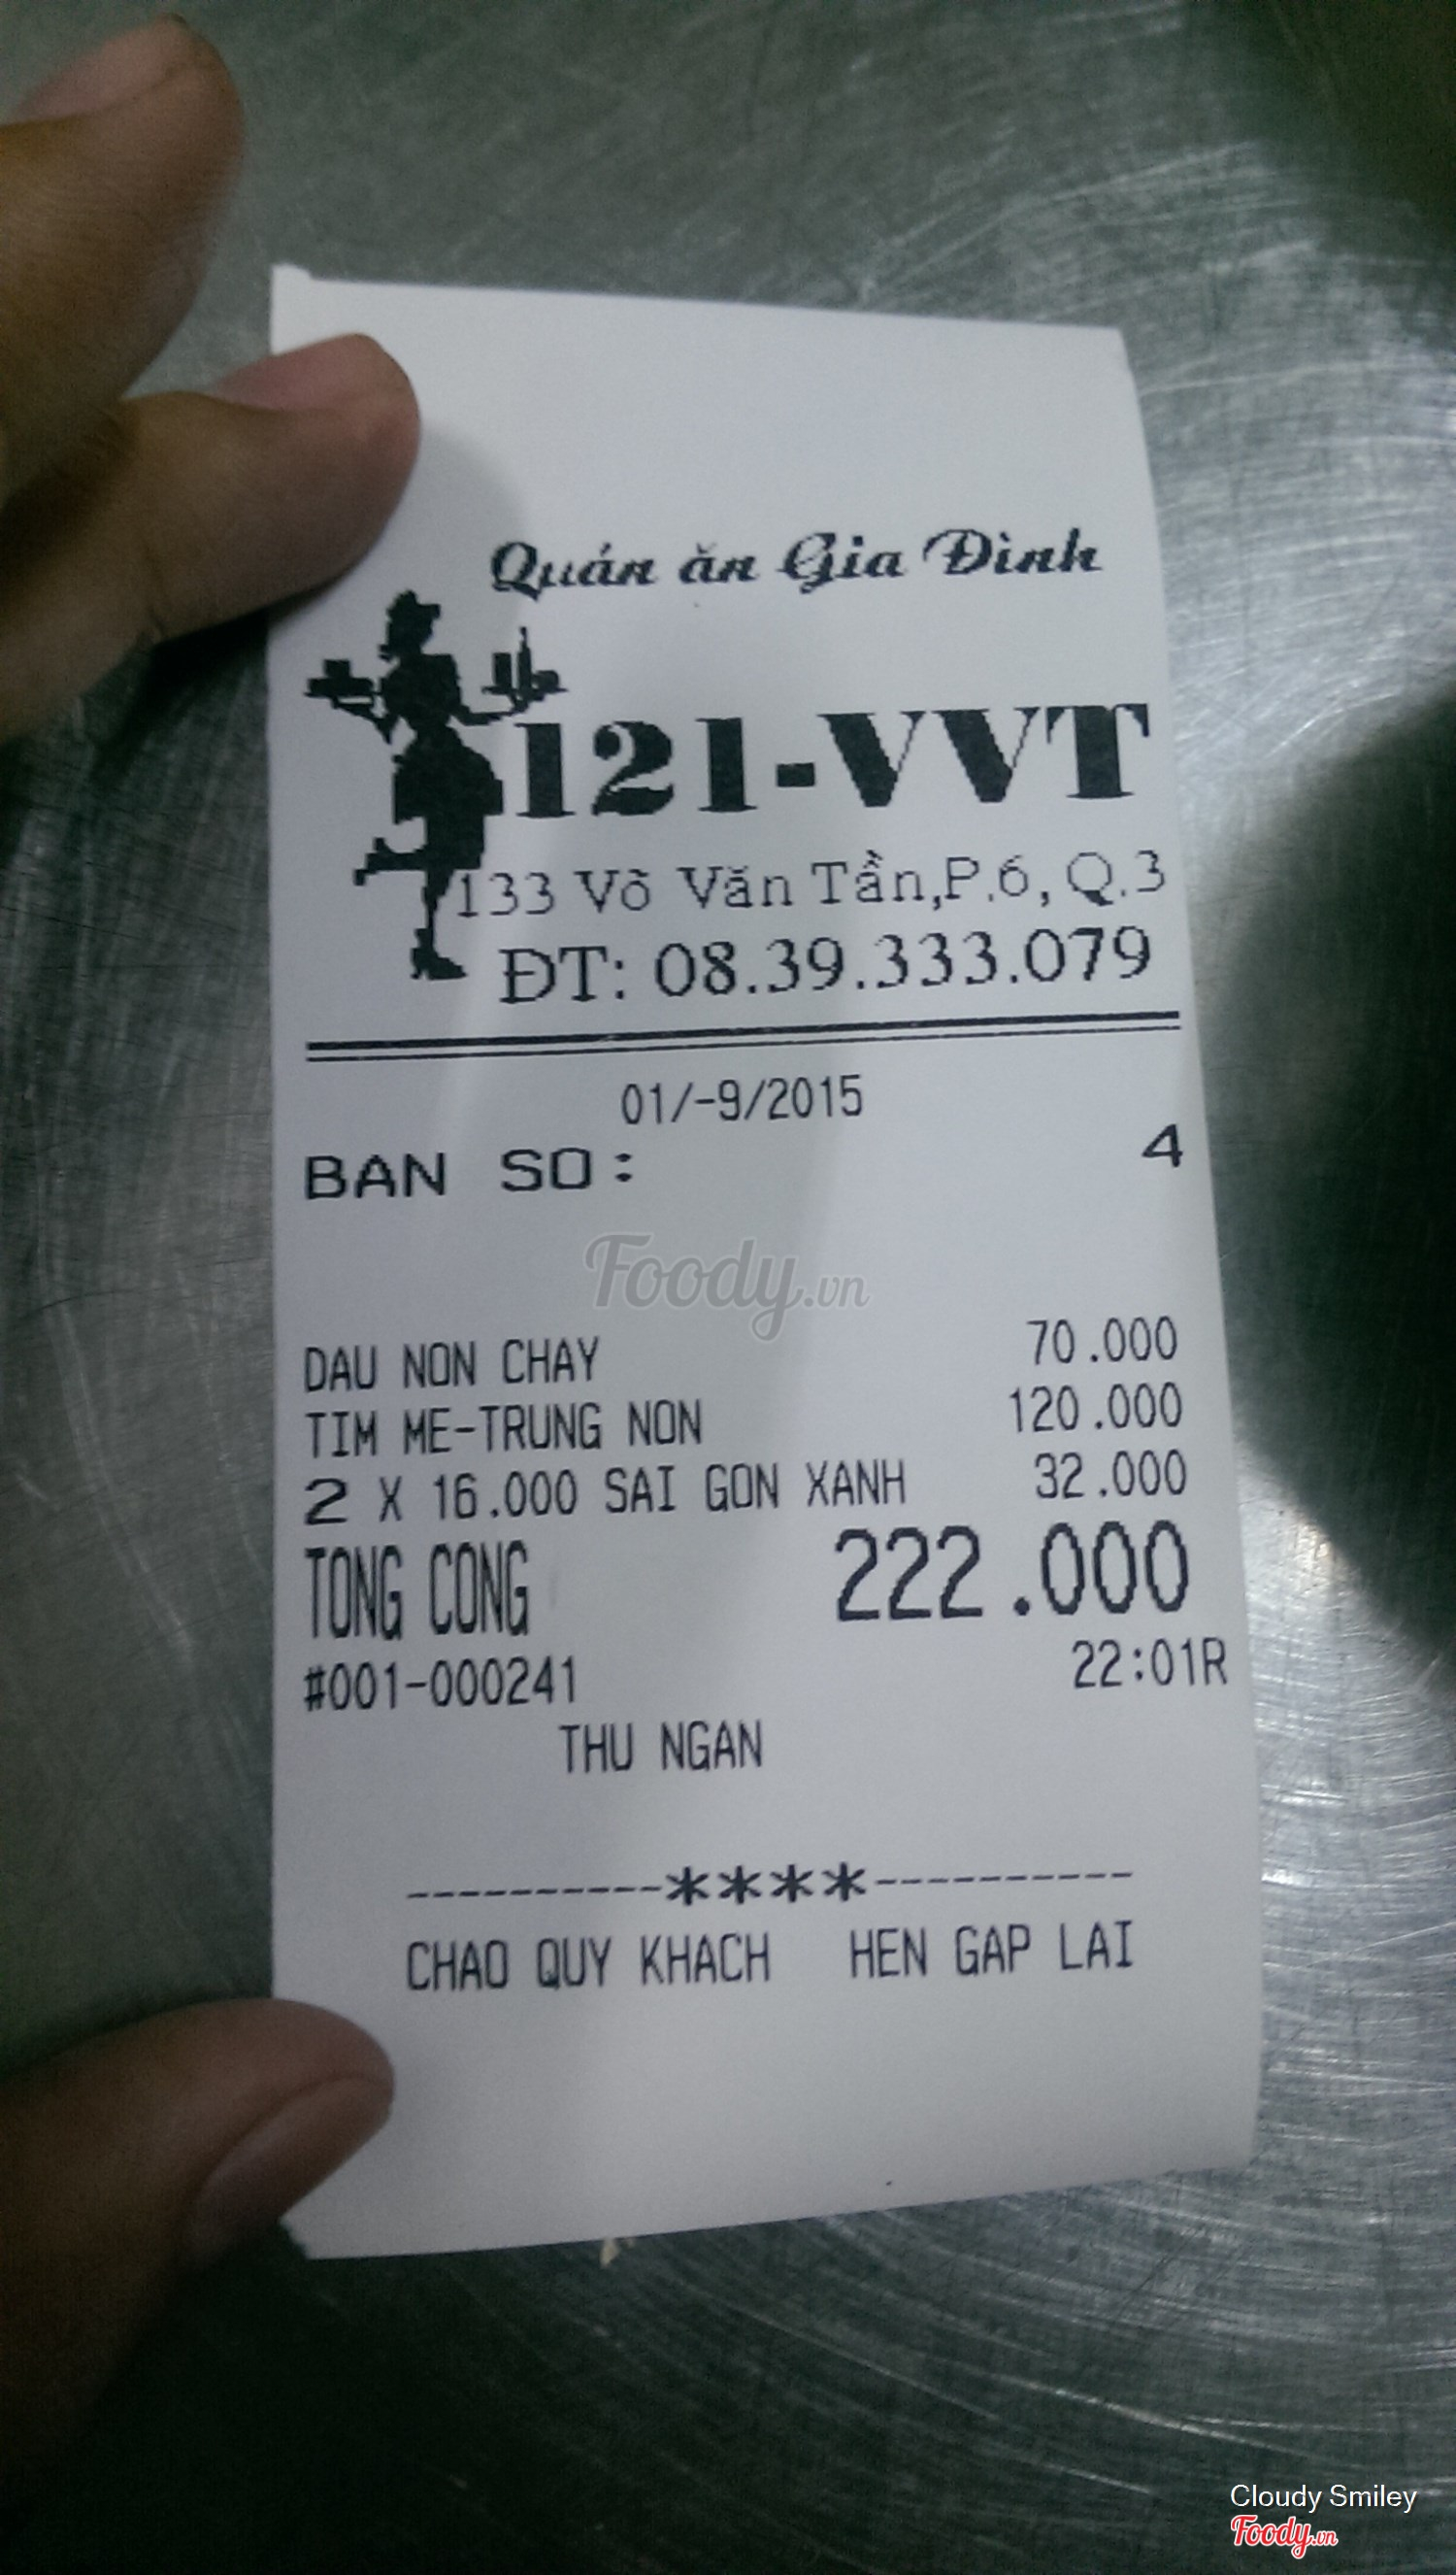 Quán ăn Gia Đình
121-VVT
133 Võ Văn Tần,P.6, Q.3
ĐT: 08.39.333.079
01/-9/2015
BAN SO: 4
Foody.vn
DAU NON CHAY 70.000
TIM ME-TRUNG NON 120.000
2 X 16.000 SAI GON XANH 32.000
TONG CONG 222.000
#001-000241 22:01R
THU NGAN
----------****----------
CHAO QUY KHACH HEN GAP LAI
Cloudy Smiley
Foody.vn